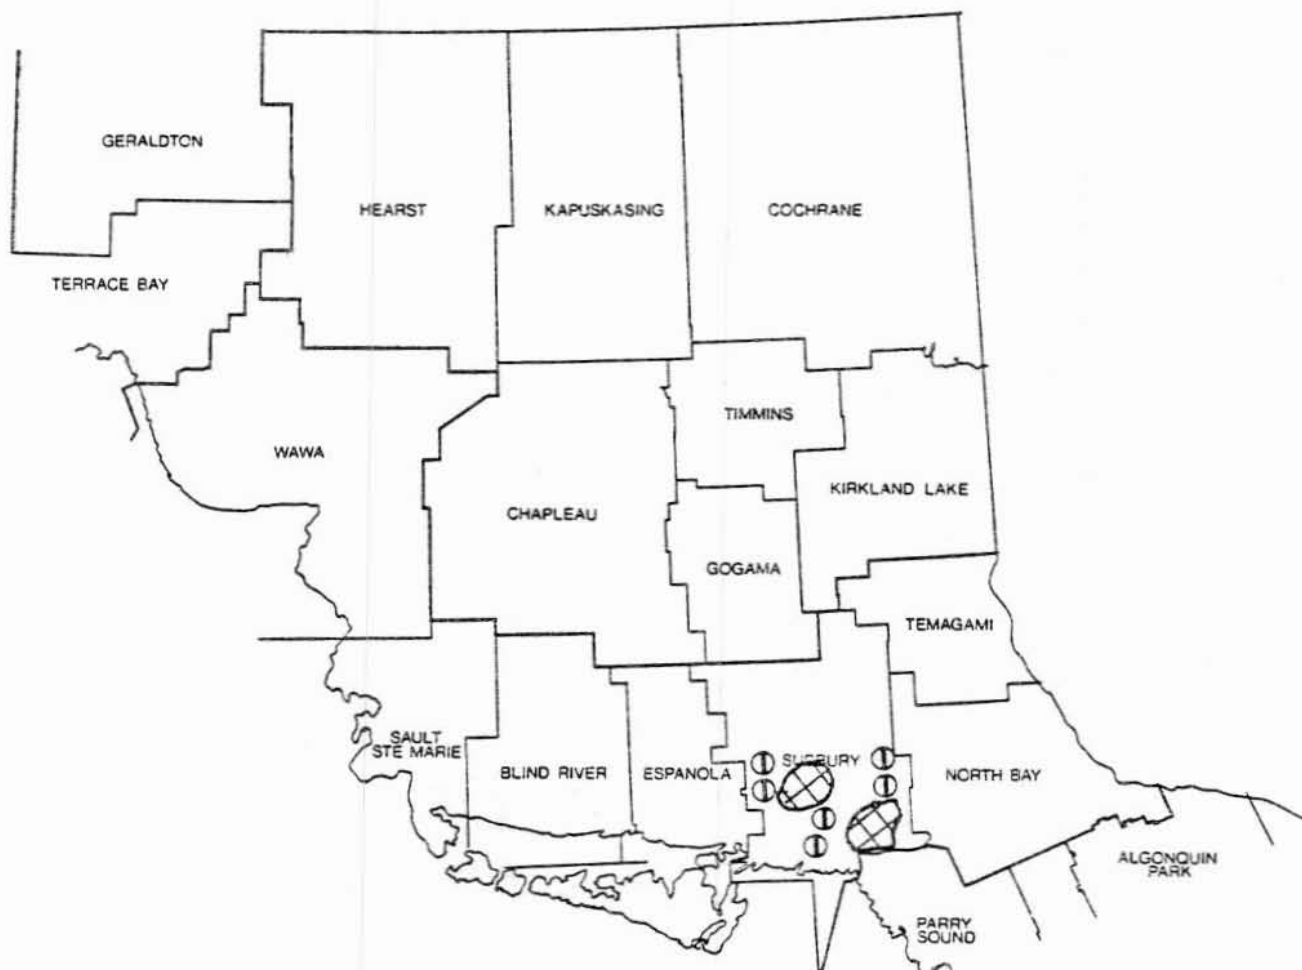 GERALDTON
HEARST
KAPUSKASING
COCHRANE
TERRACE BAY
TIMMINS
WAWA
KIRKLAND LAKE
CHAPLEAU
GOGAMA
TEMAGAMI
SAULT
STE MARIE
BLIND RIVER
ESPANOLA
SUDBURY
NORTH BAY
ALGONQUIN
PARK
PARRY
SOUND